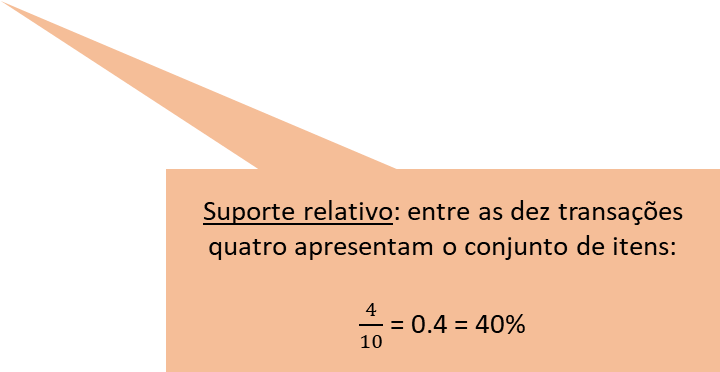 Suporte relativo: entre as dez transações
quatro apresentam o conjunto de itens:
4/10 = 0.4 = 40%